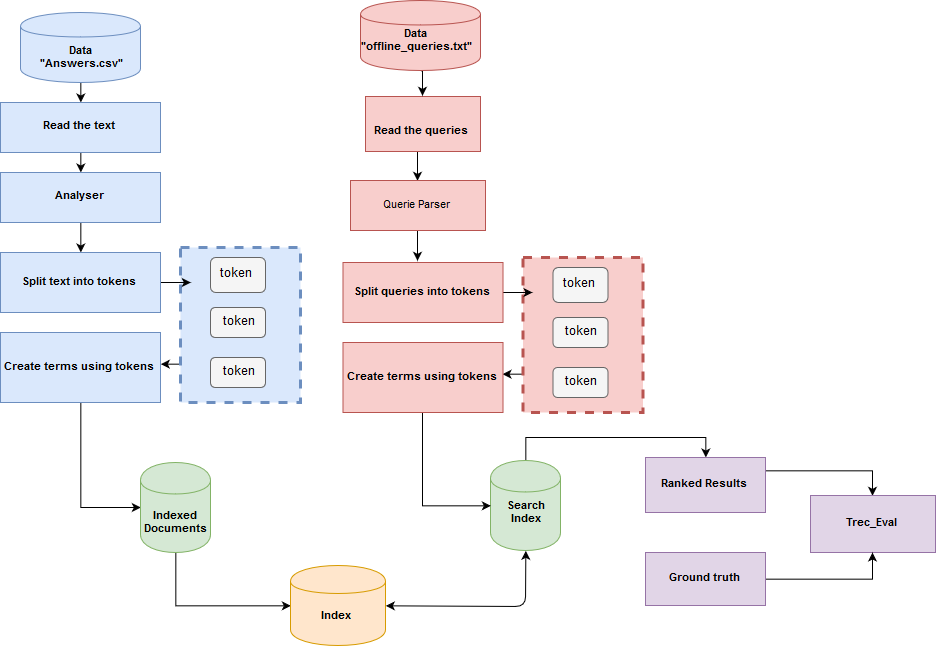 Data
"Answers.csv"
Read the text
Analyser
Split text into tokens
token
token
token
Create terms using tokens
Data
"offline_queries.txt"
Read the queries
Querie Parser
Split queries into tokens
token
token
token
Create terms using tokens
Indexed
Documents
Index
Search
Index
Ranked Results
Trec_Eval
Ground truth